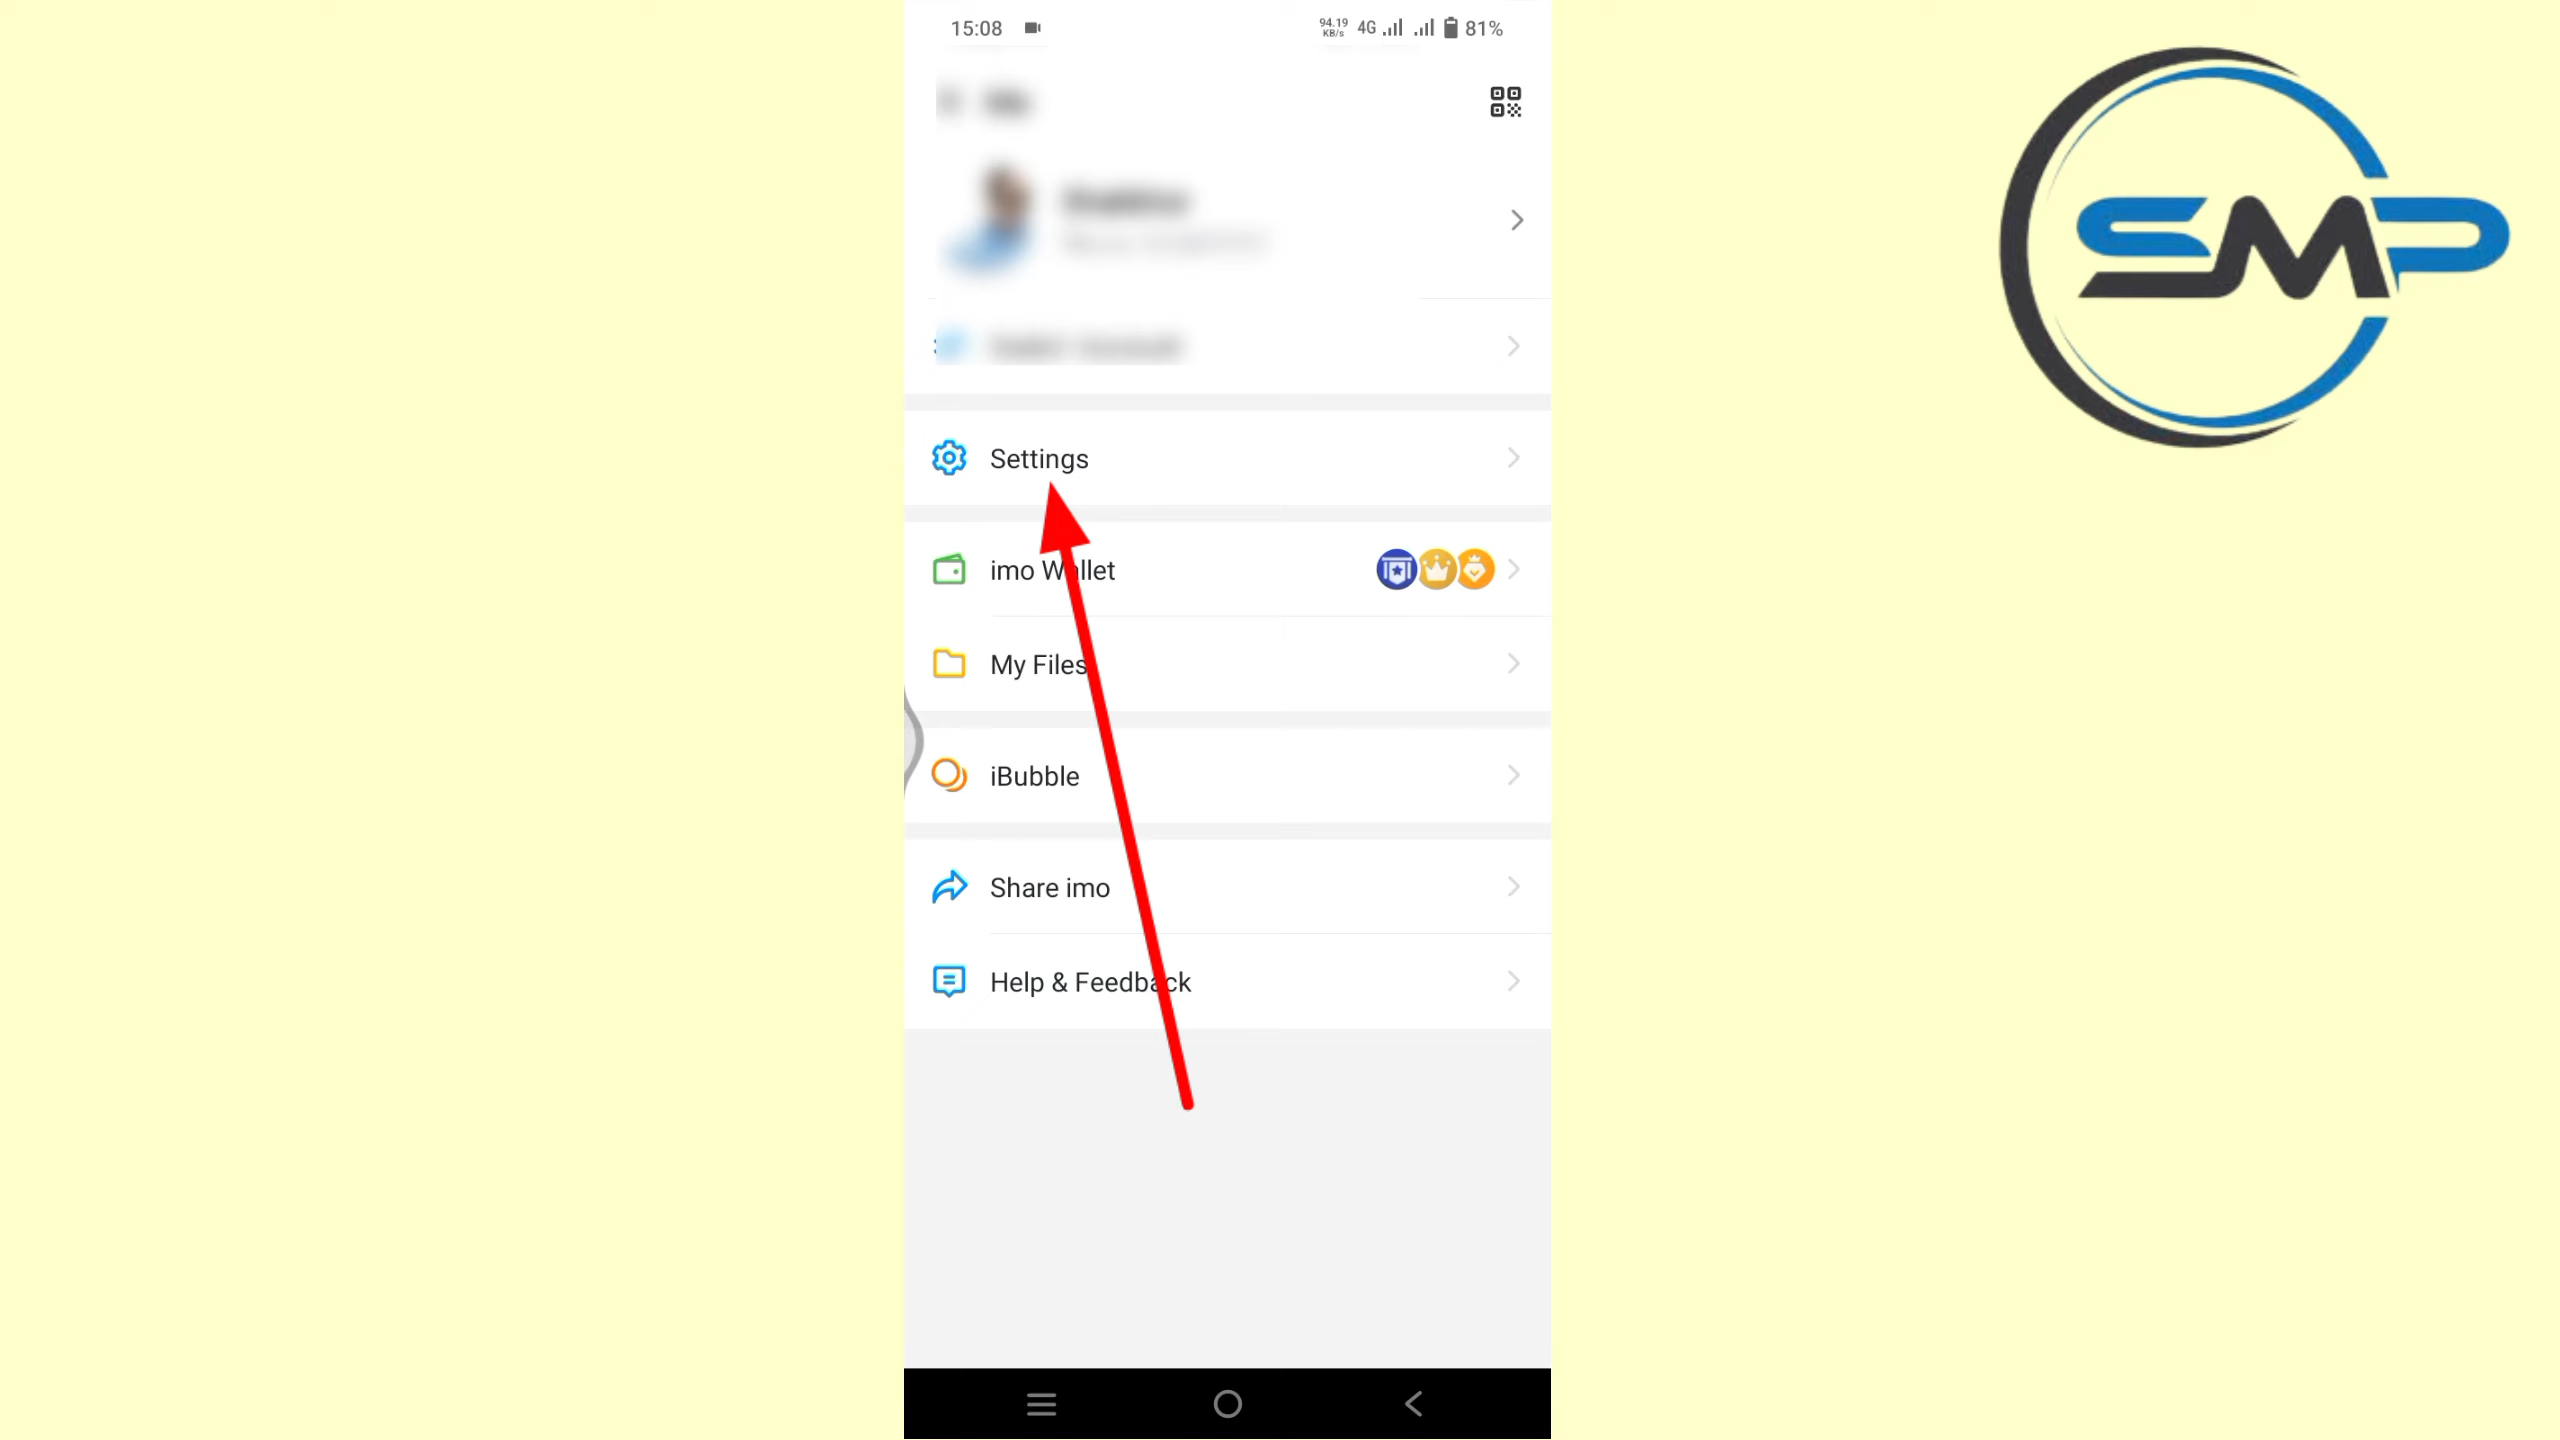 15:08 94.19 KB/s 4G 81%
Settings
imo Wallet
My Files
iBubble
Share imo
Help & Feedback
SMP